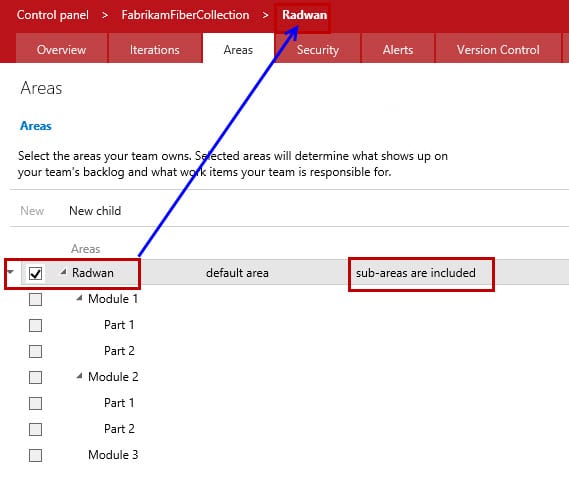 Control panel > FabrikamFiberCollection > Radwan
Overview Iterations Areas Security Alerts Version Control
Areas
Areas
Select the areas your team owns. Selected areas will determine what shows up on
your team's backlog and what work items your team is responsible for.
New New child
Areas
Radwan default area sub-areas are included
Module 1
Part 1
Part 2
Module 2
Part 1
Part 2
Module 3